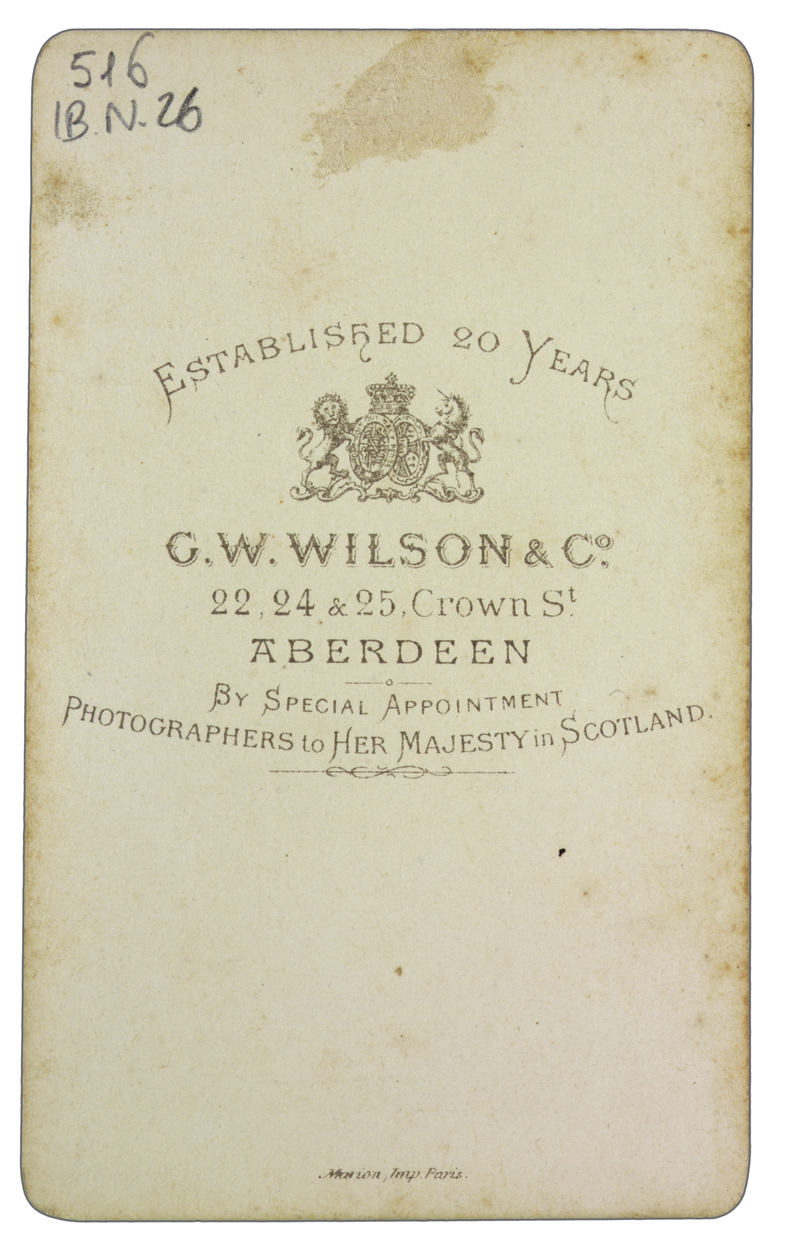 516
IB.N.26
ESTABLISHED 20 YEARS
G.W. WILSON & Co.
22, 24 & 25, Crown St.
ABERDEEN
BY SPECIAL APPOINTMENT
PHOTOGRAPHERS to HER MAJESTY in SCOTLAND.
Marion, Imp. Paris.